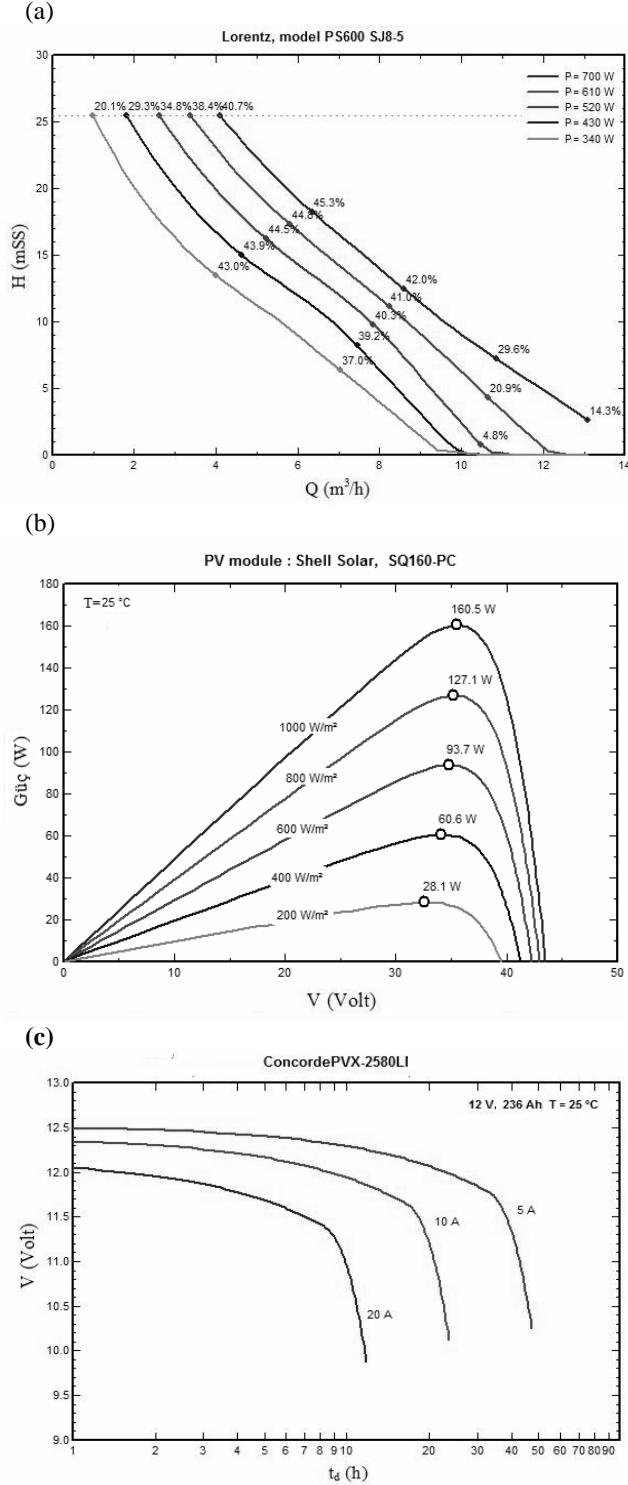 (a)
Lorentz, model PS600 SJ8-5
30
25
20
15
10
5
0
H (mSS)
P = 700 W
P = 610 W
P = 520 W
P = 430 W
P = 340 W
20.1% 29.3% 34.8% 38.4% 40.7%
45.3%
44.8%
44.5%
43.9%
43.0%
42.0%
41.0%
40.3%
39.2%
37.0%
29.6%
20.9%
14.3%
4.8%
0 2 4 6 8 10 12 14
Q (m³/h)
(b)
PV module : Shell Solar, SQ160-PC
T=25 °C
180
160
140
120
100
80
60
40
20
0
Güç (W)
160.5 W
127.1 W
93.7 W
60.6 W
28.1 W
1000 W/m²
800 W/m²
600 W/m²
400 W/m²
200 W/m²
0 10 20 30 40 50
V (Volt)
(c)
ConcordePVX-2580LI
12 V, 236 Ah T = 25 °C
13.0
12.5
12.0
11.5
11.0
10.5
10.0
9.5
9.0
V (Volt)
5 A
10 A
20 A
1 2 3 4 5 6 7 8 9 10 20 30 40 50 60 70 80 90
t_d (h)